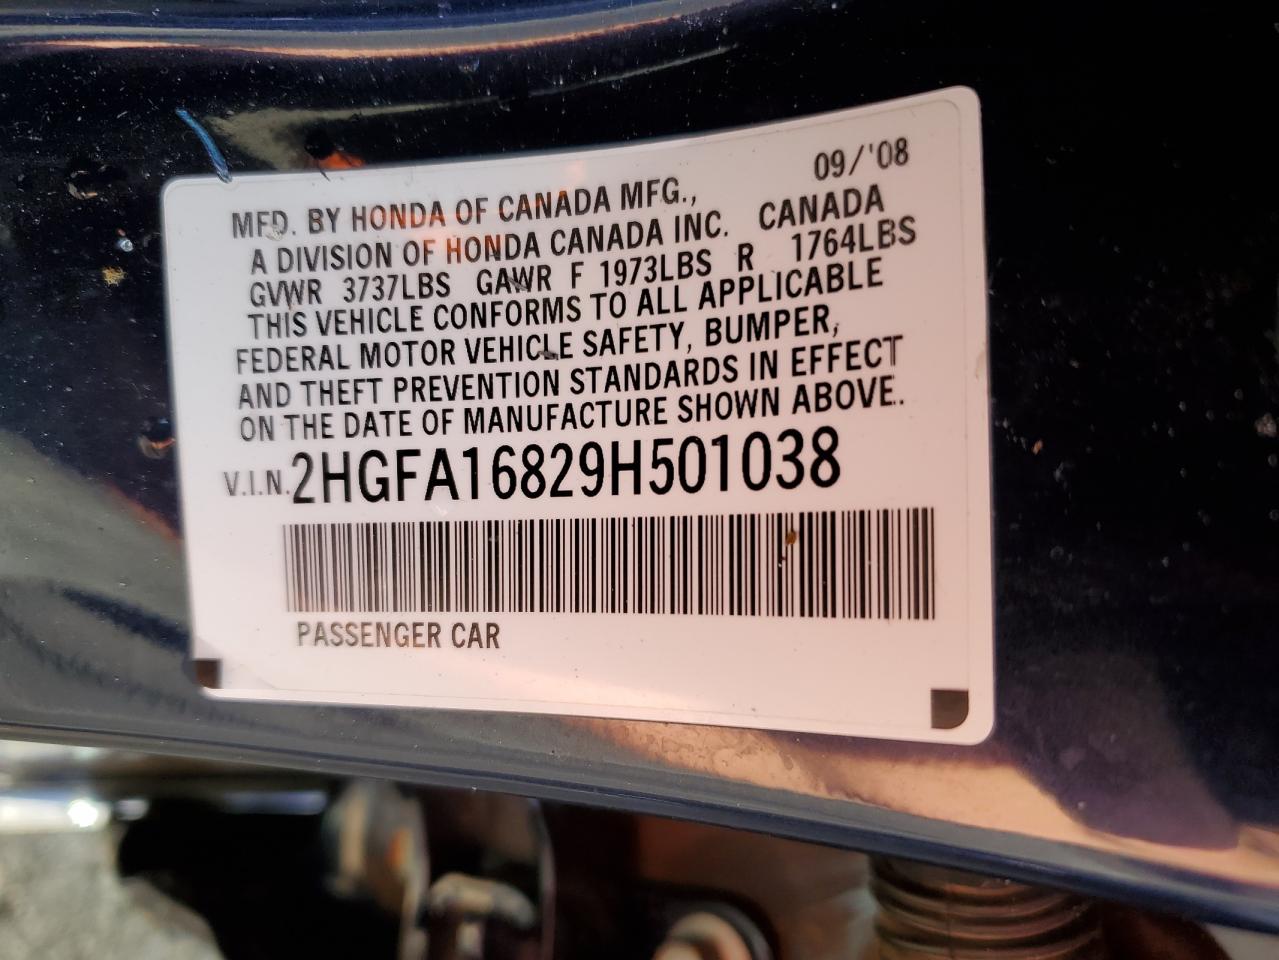 09/'08
MFD. BY HONDA OF CANADA MFG.,
A DIVISION OF HONDA CANADA INC. CANADA
GVWR 3737LBS GAWR F 1973LBS R 1764LBS
THIS VEHICLE CONFORMS TO ALL APPLICABLE
FEDERAL MOTOR VEHICLE SAFETY, BUMPER,
AND THEFT PREVENTION STANDARDS IN EFFECT
ON THE DATE OF MANUFACTURE SHOWN ABOVE.
V.I.N. 2HGFA16829H501038
PASSENGER CAR